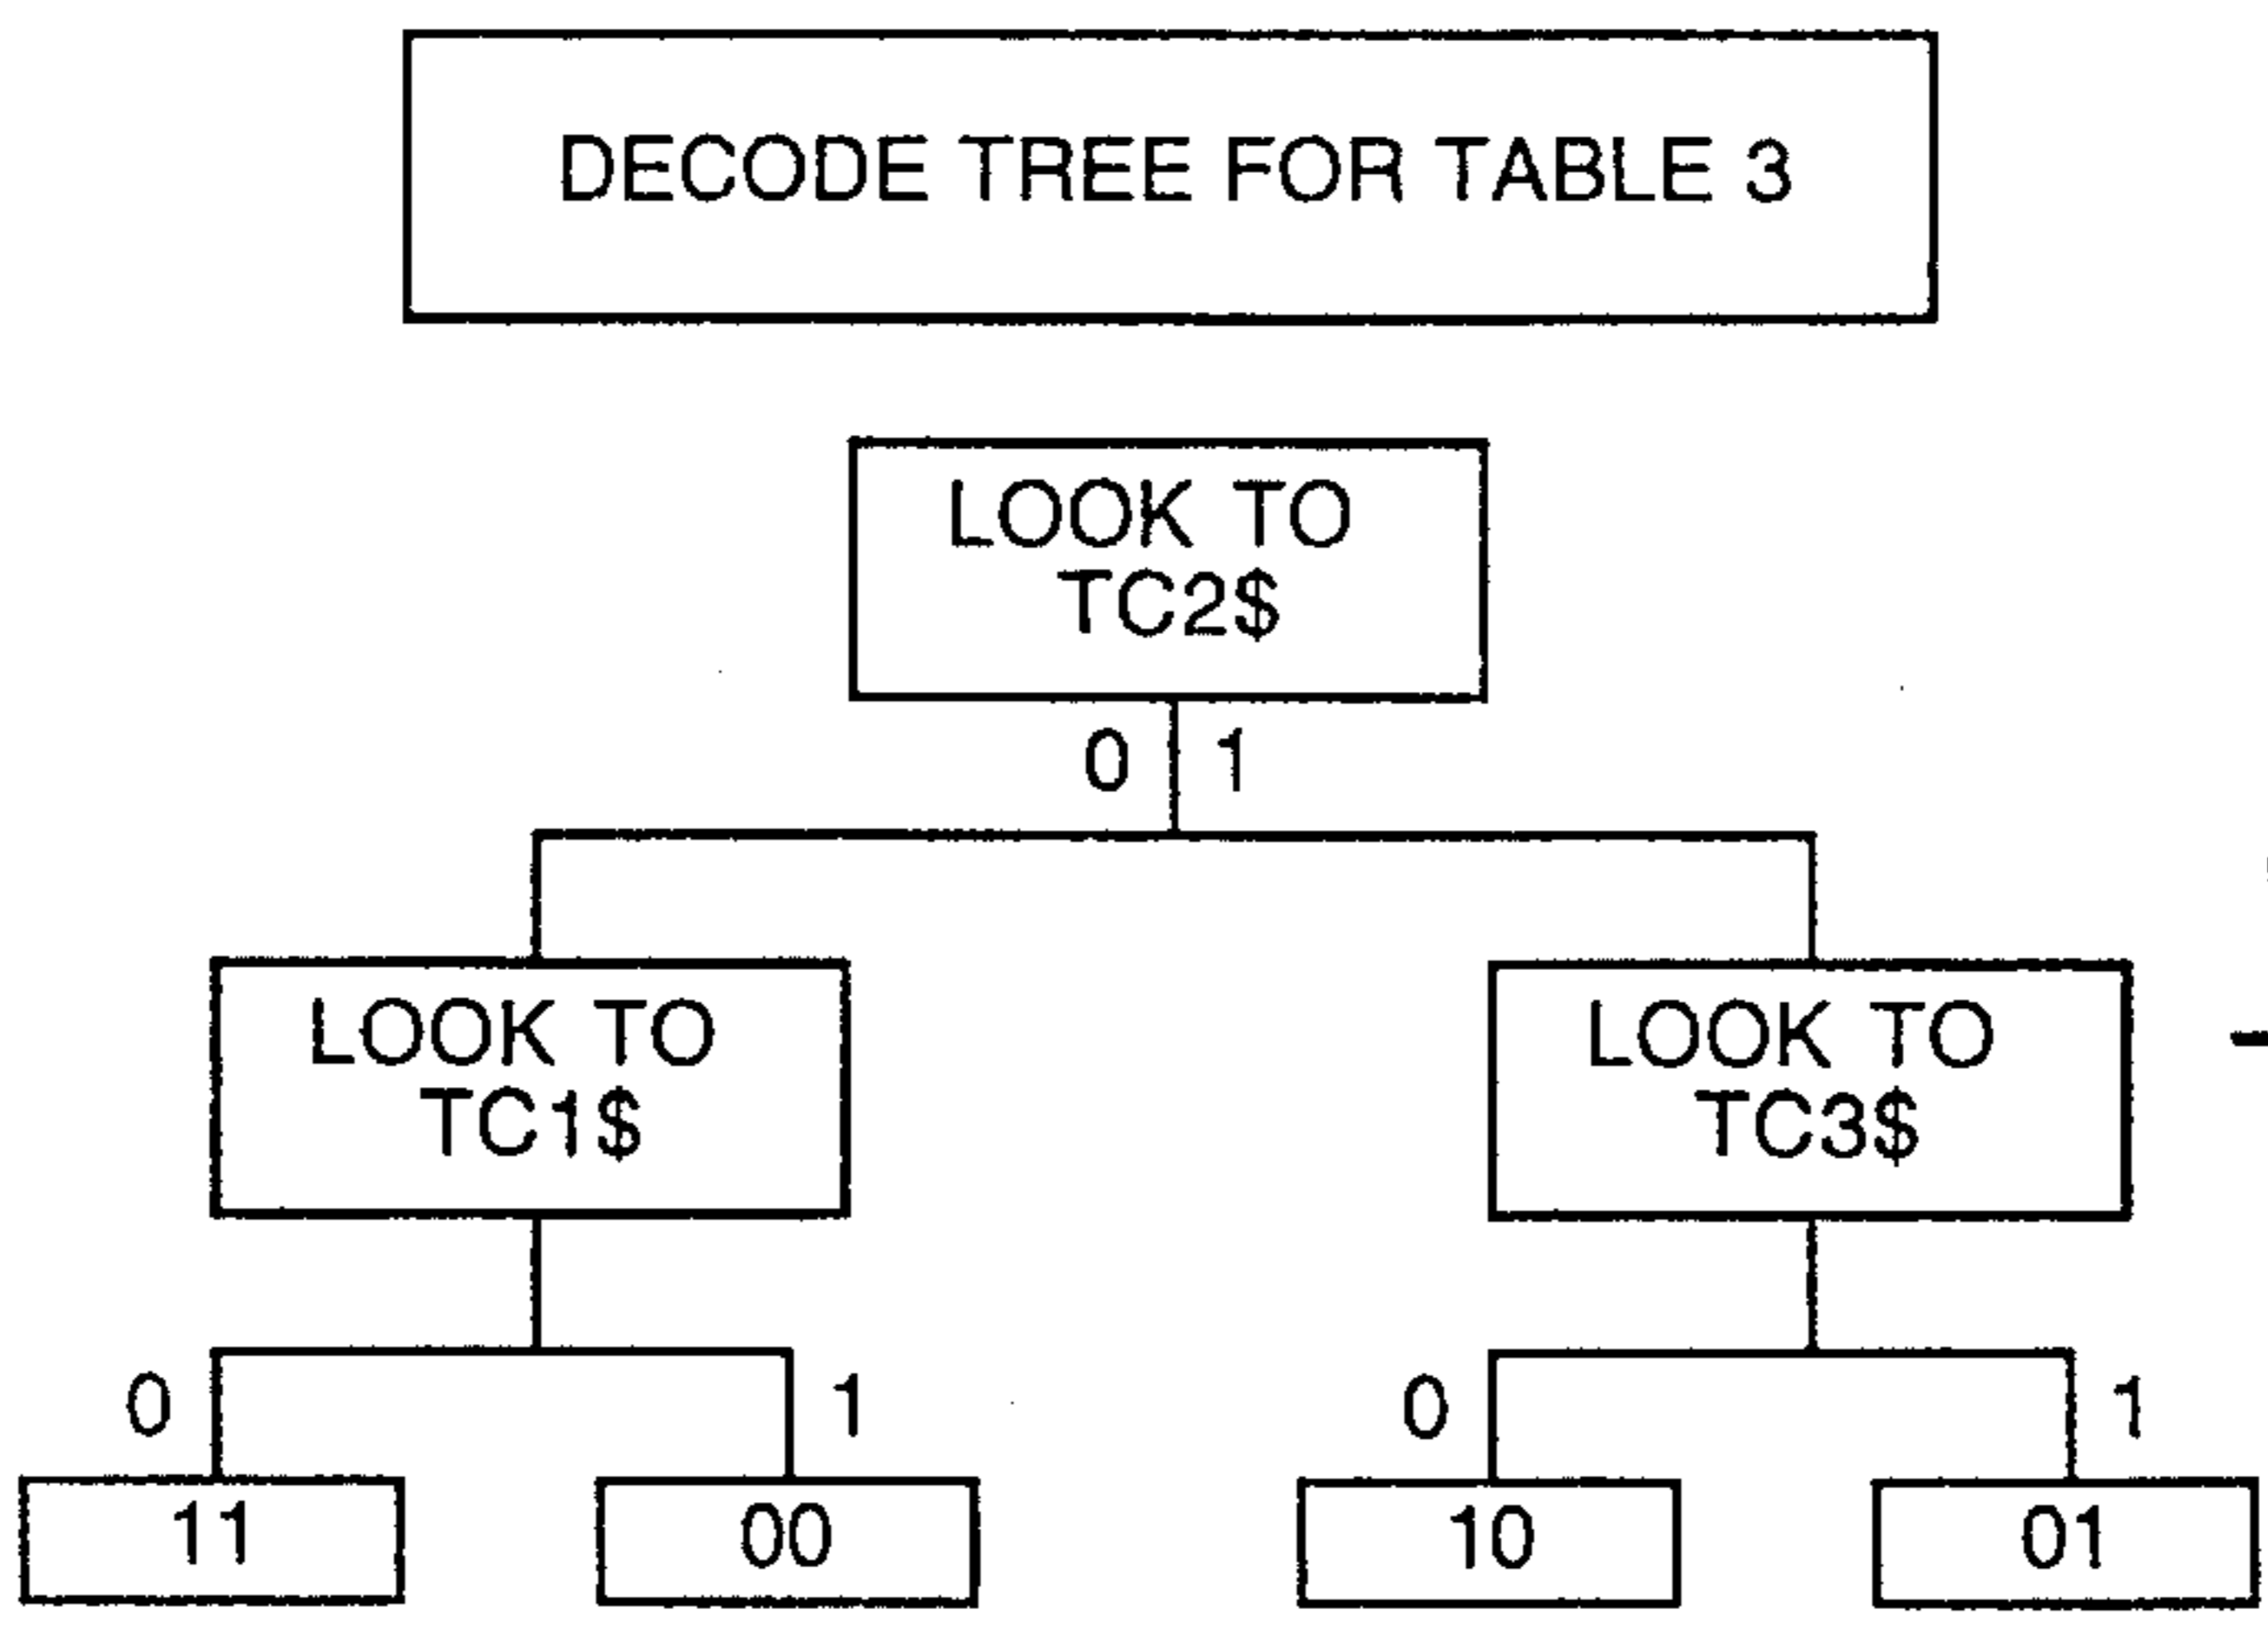 DECODE TREE FOR TABLE 3
LOOK TO
TC2$
0 1
LOOK TO
TC1$
LOOK TO
TC3$
0 1 0 1
11 00 10 01